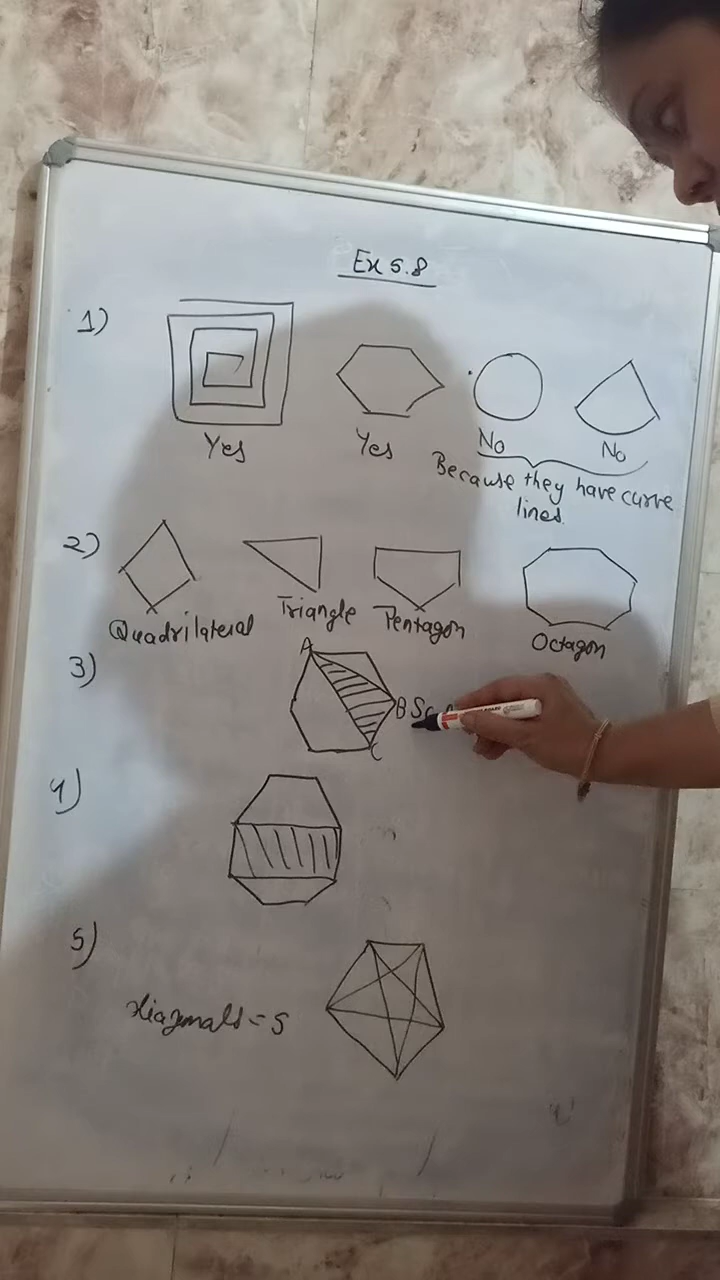 Ex 5.8
1)
Yes
Yes
No
No
Because they have curve
lines.
2)
Quadrilateral
Triangle
Pentagon
Octagon
3)
A
B
C
4)
5)
diagonals = 5